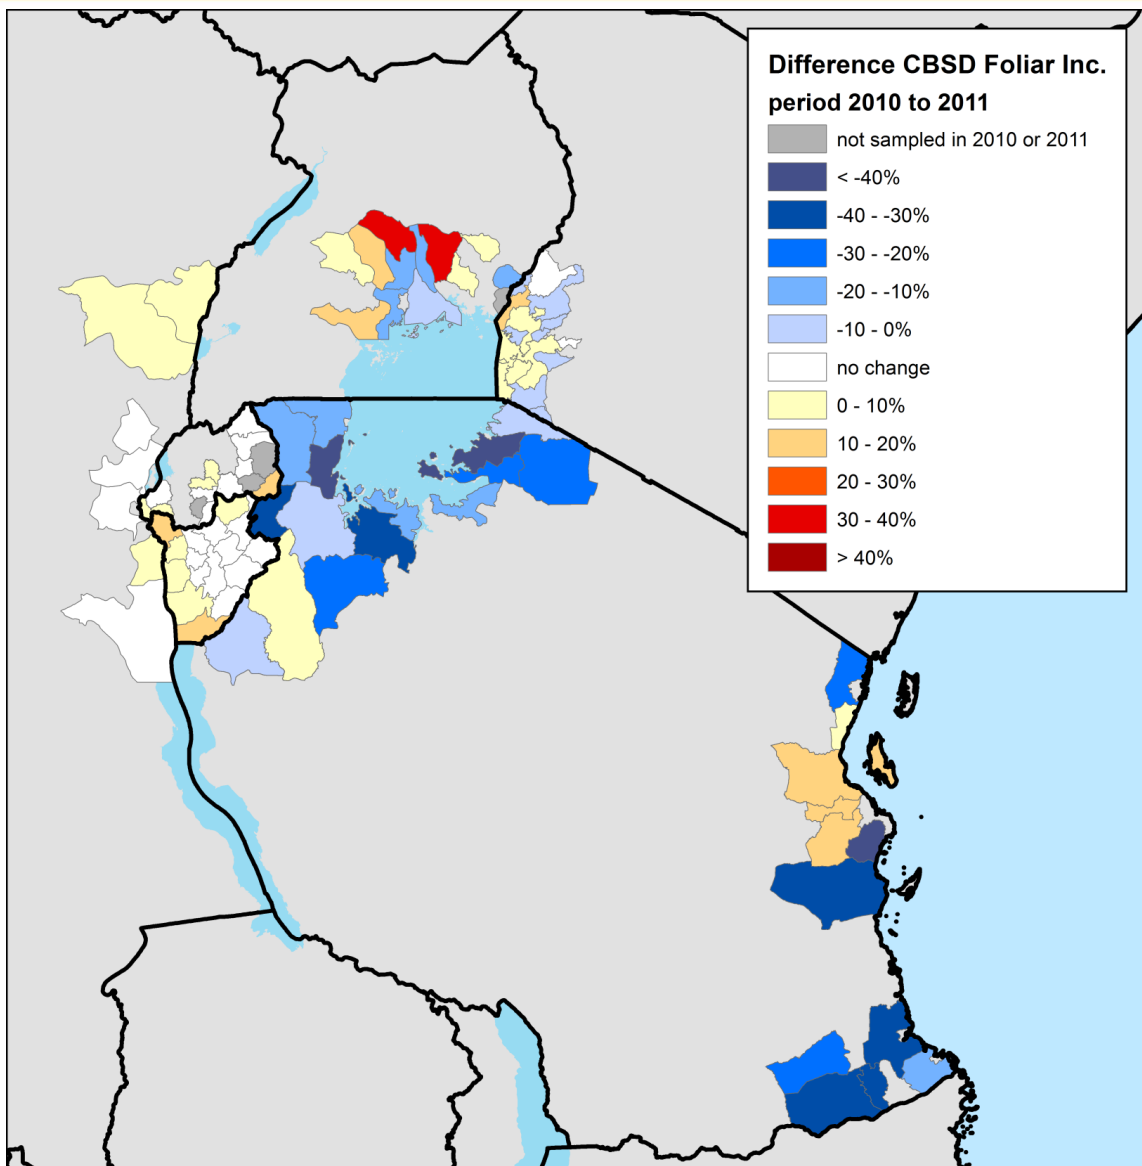 Difference CBSD Foliar Inc.
period 2010 to 2011
not sampled in 2010 or 2011
< -40%
-40 - -30%
-30 - -20%
-20 - -10%
-10 - 0%
no change
0 - 10%
10 - 20%
20 - 30%
30 - 40%
> 40%